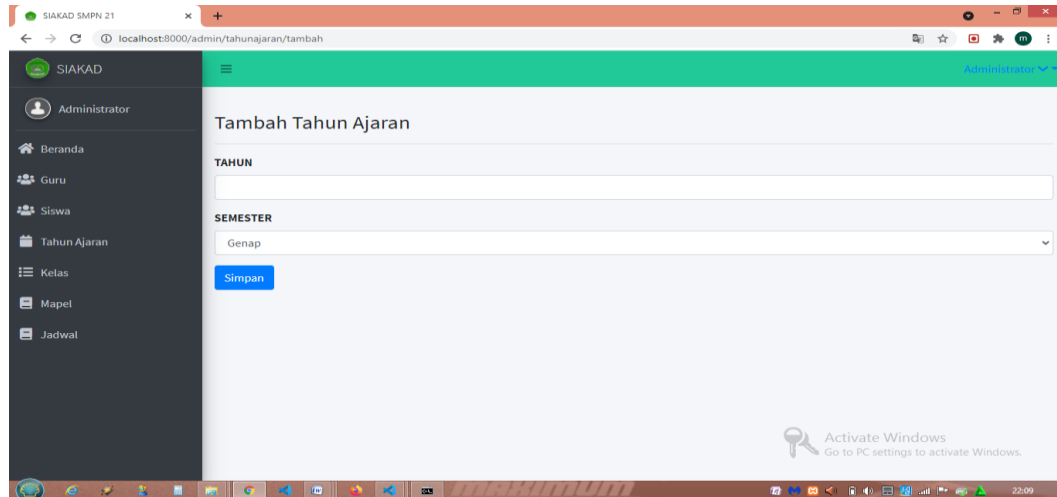 SIAKAD SMPN 21
localhost:8000/admin/tahunajaran/tambah
m
SIAKAD
Administrator
Administrator
Beranda
Guru
Siswa
Tahun Ajaran
Kelas
Mapel
Jadwal
Tambah Tahun Ajaran
TAHUN
SEMESTER
Genap
Simpan
Activate Windows
Go to PC settings to activate Windows.
22:09